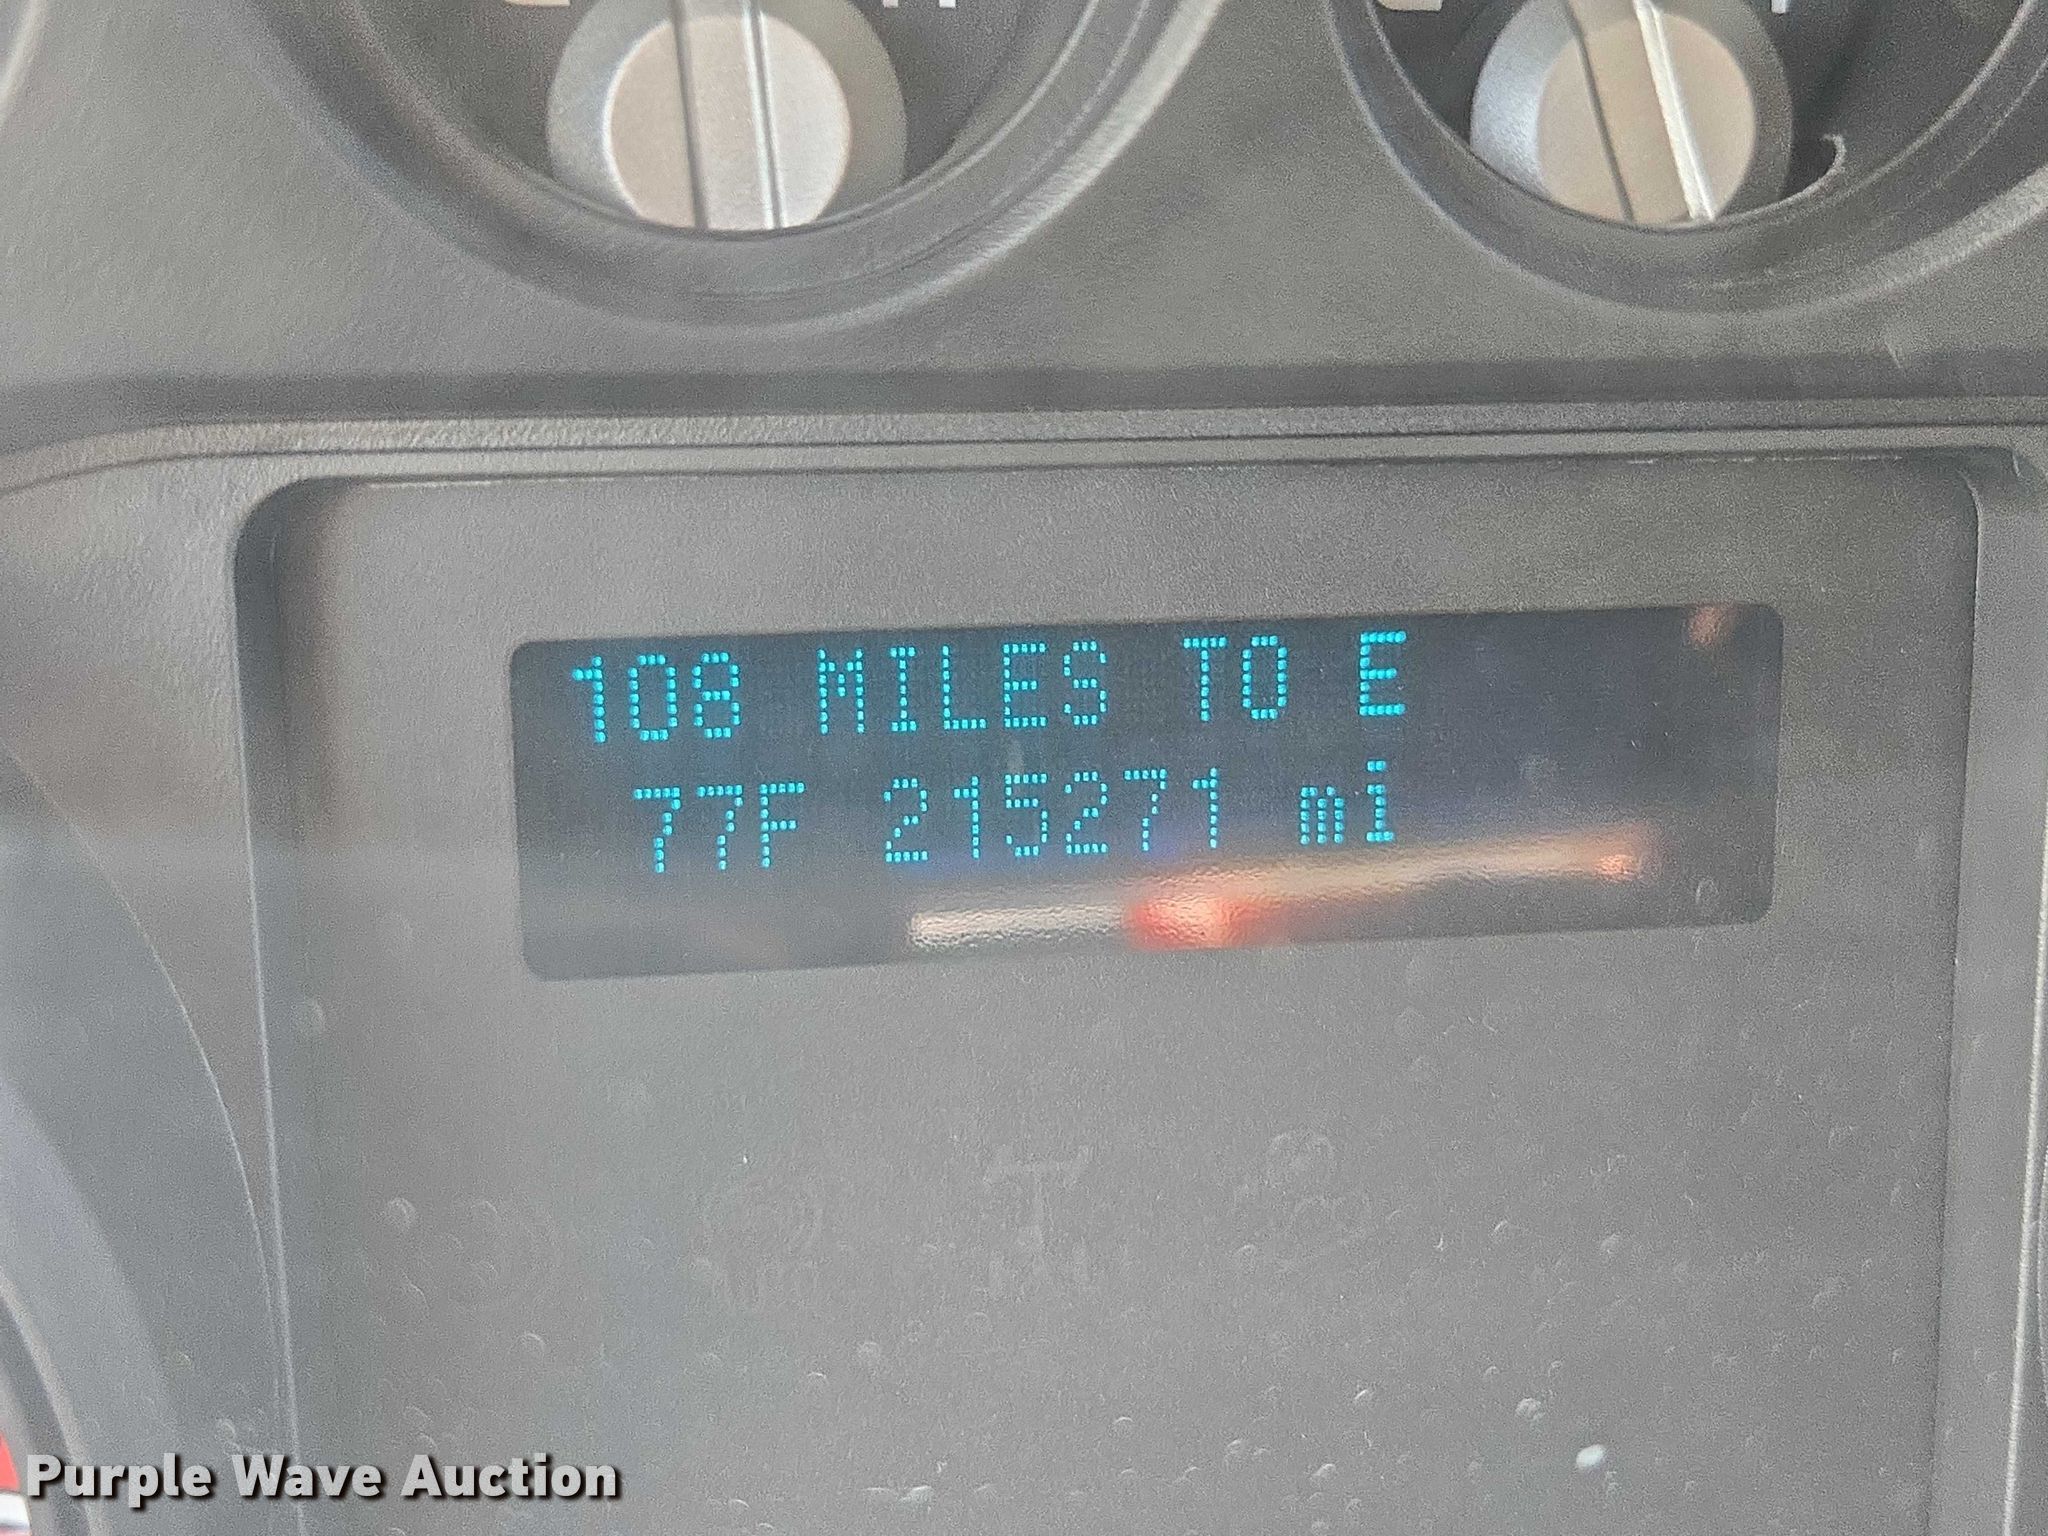 108 MILES TO E
77F 215271 mi
Purple Wave Auction